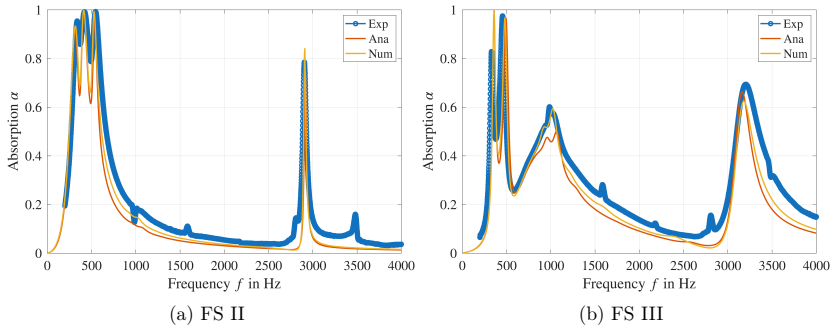 1
0.8
0.6
0.4
0.2
0
Absorption α
0 500 1000 1500 2000 2500 3000 3500 4000
Frequency f in Hz
Exp
Ana
Num
(a) FS II
1
0.8
0.6
0.4
0.2
0
Absorption α
0 500 1000 1500 2000 2500 3000 3500 4000
Frequency f in Hz
Exp
Ana
Num
(b) FS III